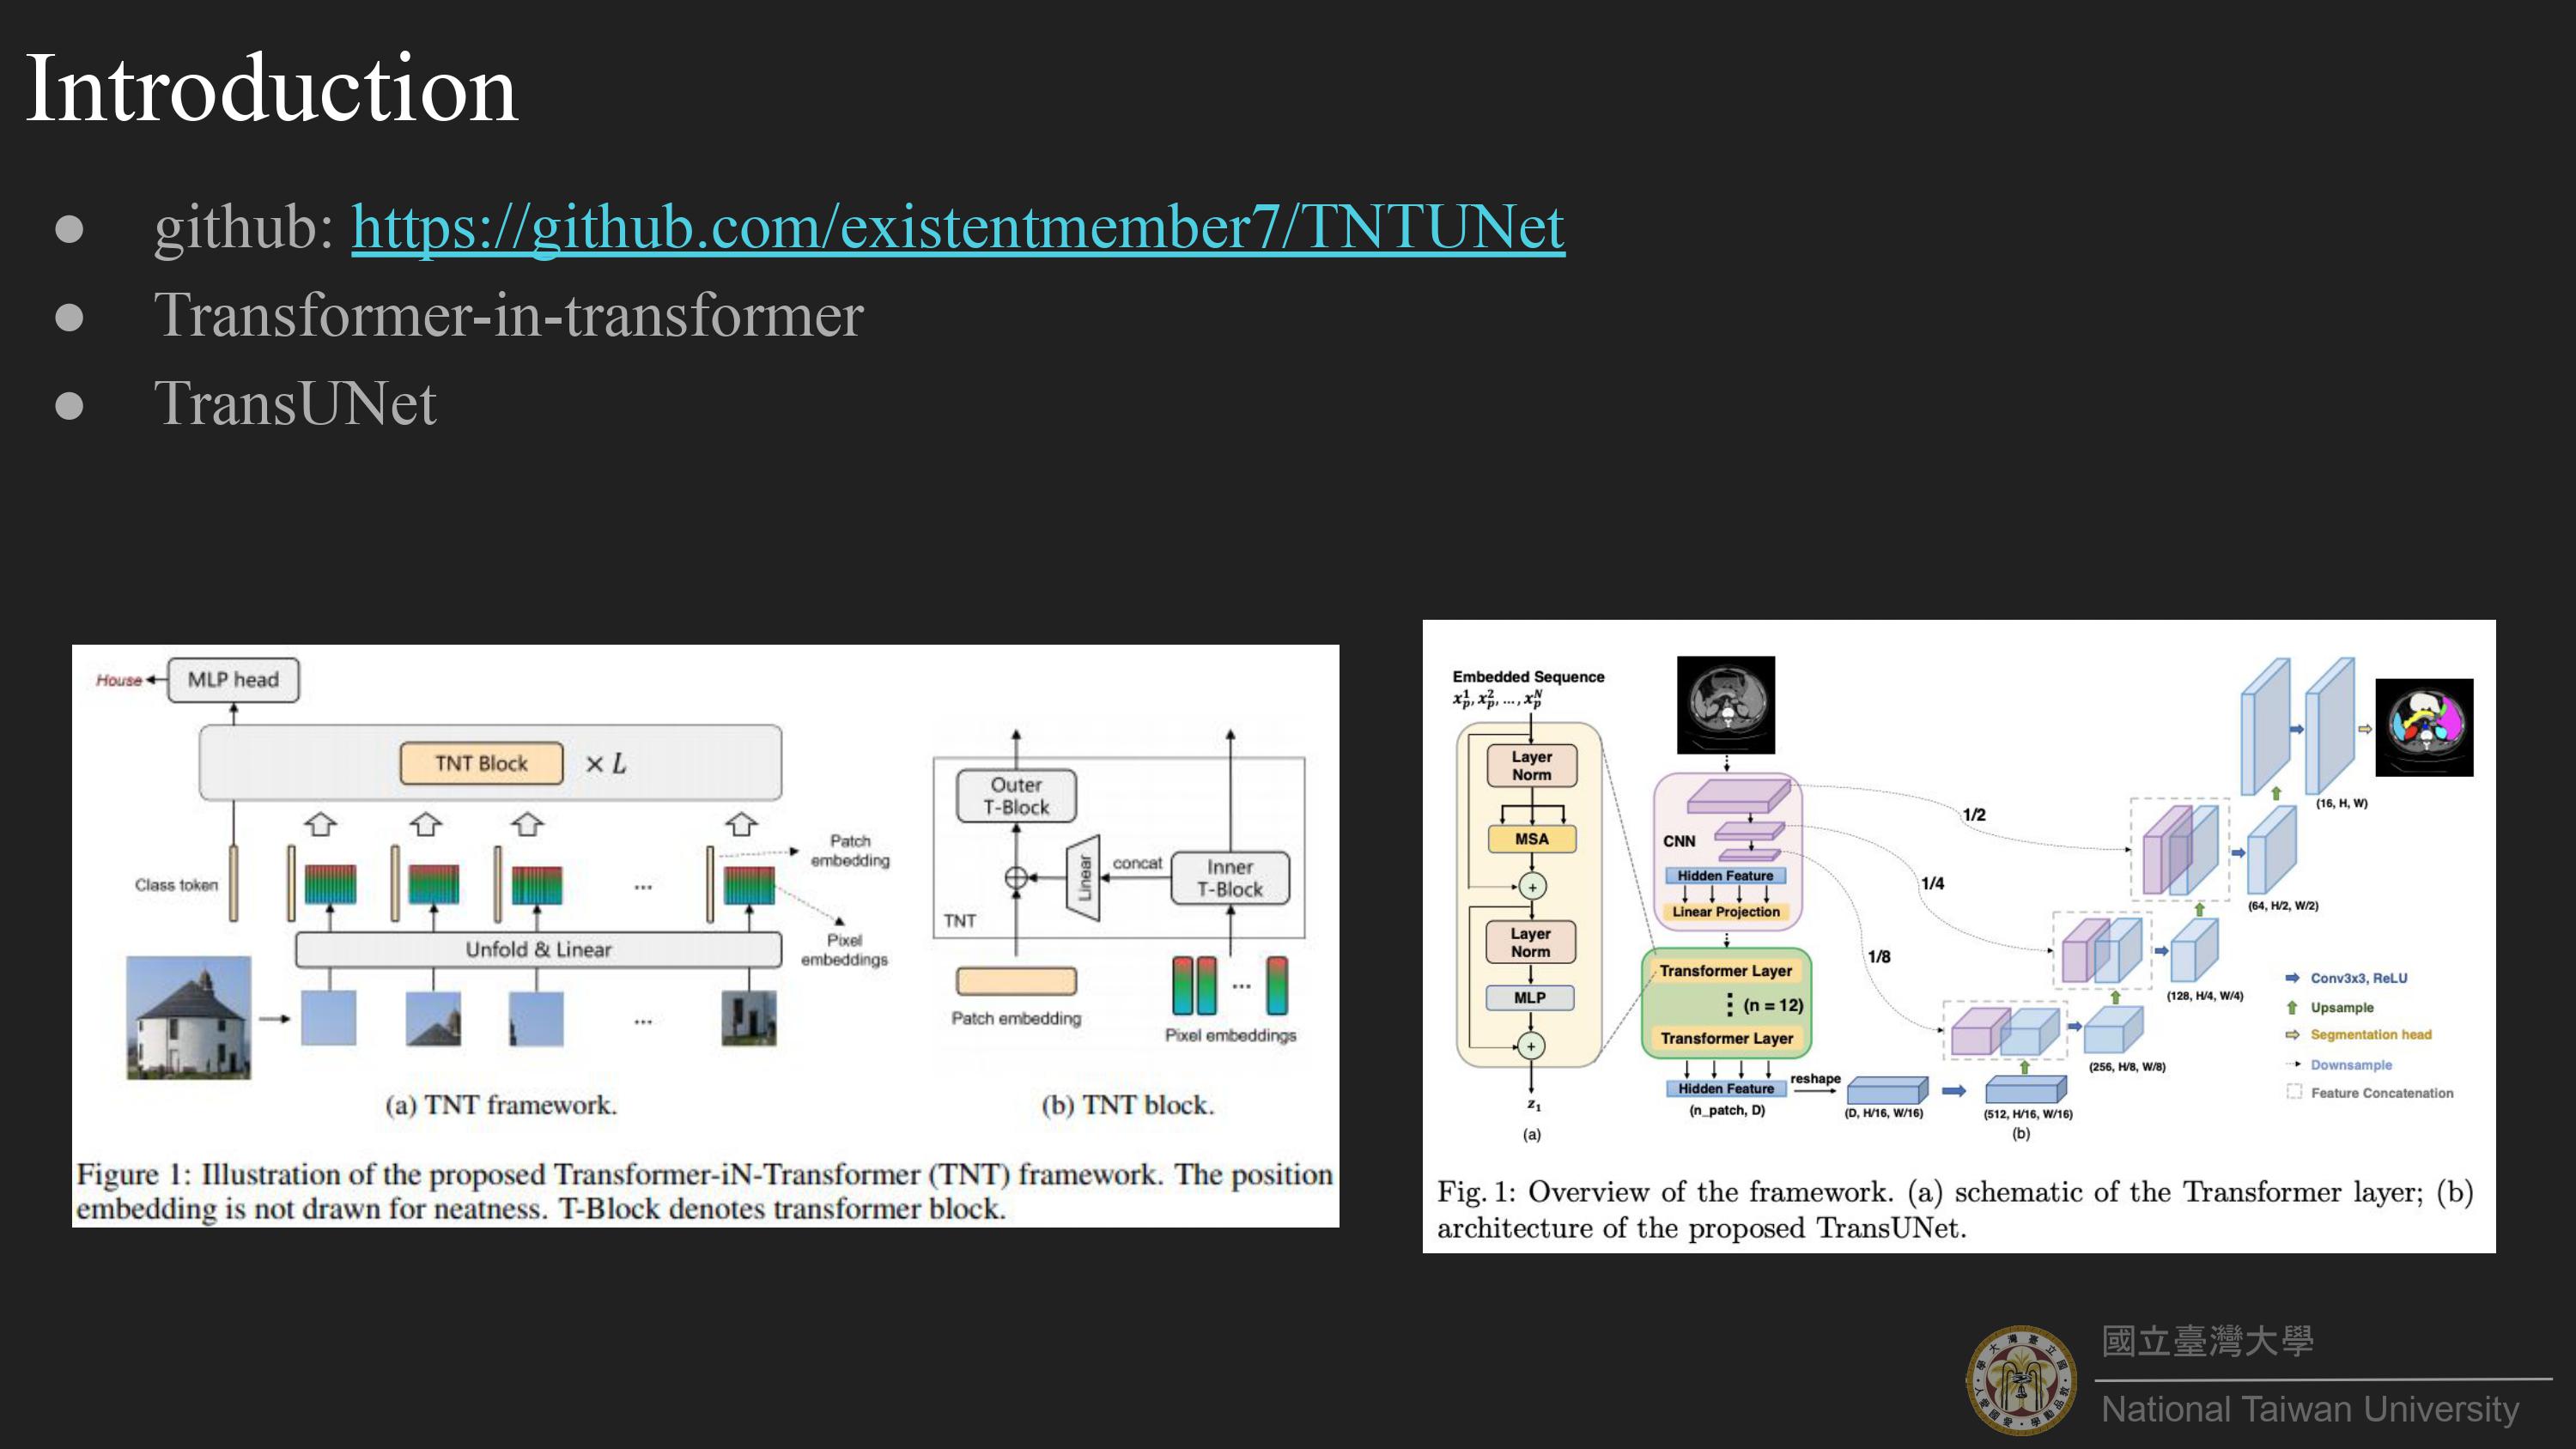 Introduction
● github: https://github.com/existentmember7/TNTUNet
● Transformer-in-transformer
● TransUNet
House
MLP head
TNT Block × L
Class token
Patch
embedding
...
Unfold & Linear
Pixel
embeddings
...
(a) TNT framework.
Outer
T-Block
Linear
concat
Inner
T-Block
TNT
...
Patch embedding
Pixel embeddings
(b) TNT block.
Figure 1: Illustration of the proposed Transformer-iN-Transformer (TNT) framework. The position
embedding is not drawn for neatness. T-Block denotes transformer block.
Embedded Sequence
x_p^1, x_p^2, ..., x_p^N
Layer
Norm
MSA
+
Layer
Norm
MLP
+
z_1
(a)
CNN
Hidden Feature
Linear Projection
Transformer Layer
(n = 12)
Transformer Layer
Hidden Feature
(n_patch, D)
reshape
(D, H/16, W/16)
(512, H/16, W/16)
(b)
1/2
1/4
1/8
(16, H, W)
(64, H/2, W/2)
(128, H/4, W/4)
(256, H/8, W/8)
Conv3x3, ReLU
Upsample
Segmentation head
Downsample
Feature Concatenation
Fig. 1: Overview of the framework. (a) schematic of the Transformer layer; (b)
architecture of the proposed TransUNet.
國立臺灣大學
National Taiwan University